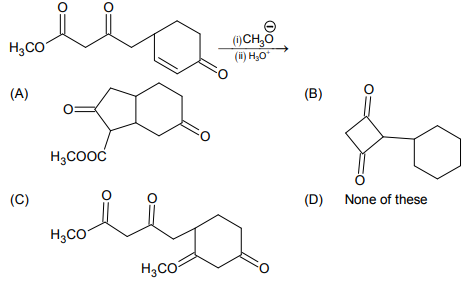 O O
H₃CO
O
(i)CH₃O⊖
(ii) H₃O⁺
(A)
O
O
H₃COOC
(B)
O
O
(C)
O O
H₃CO
H₃CO
O
(D) None of these